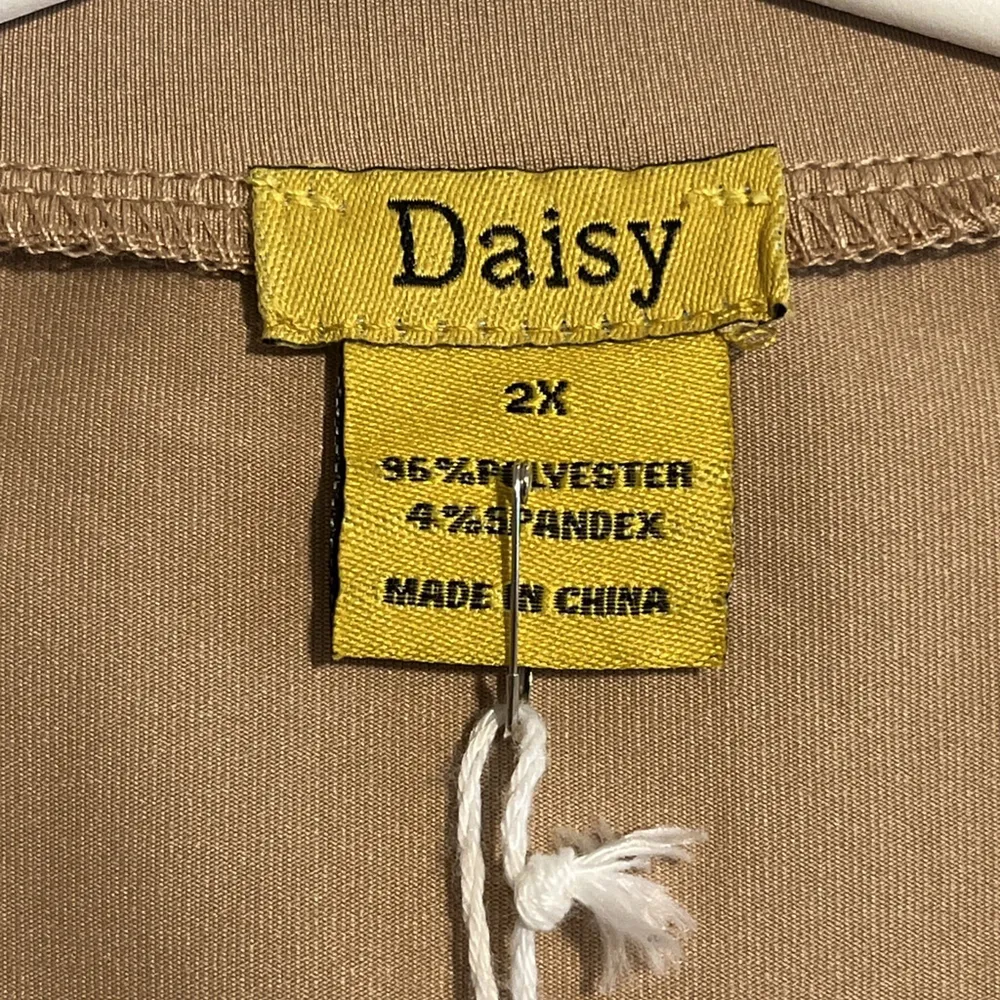 Daisy
2X
96%POLYESTER
4%SPANDEX
MADE IN CHINA